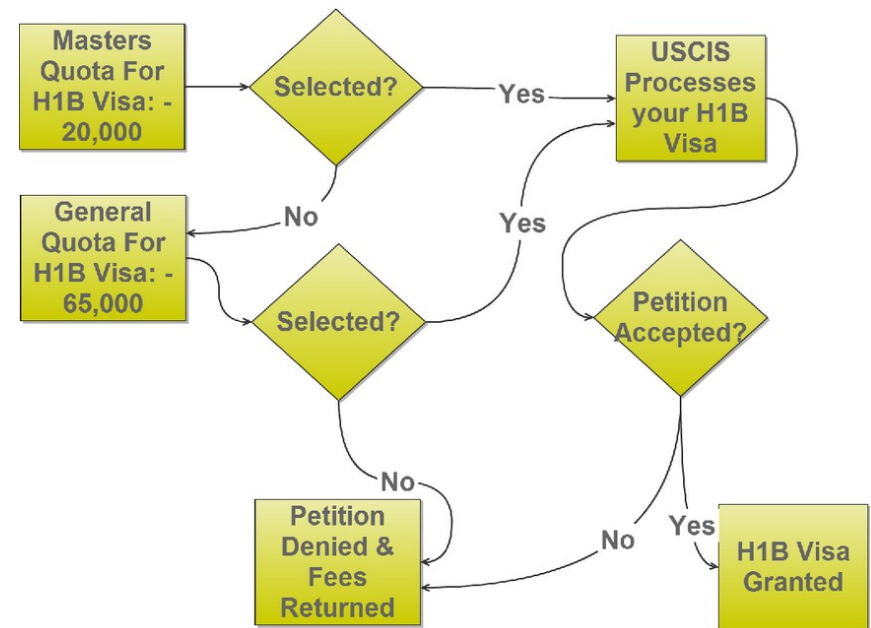 Masters
Quota For
H1B Visa: -
20,000
Selected?
Yes
USCIS
Processes
your H1B
Visa
No
General
Quota For
H1B Visa: -
65,000
Selected?
Yes
Petition
Accepted?
No
Petition
Denied &
Fees
Returned
No
Yes
H1B Visa
Granted